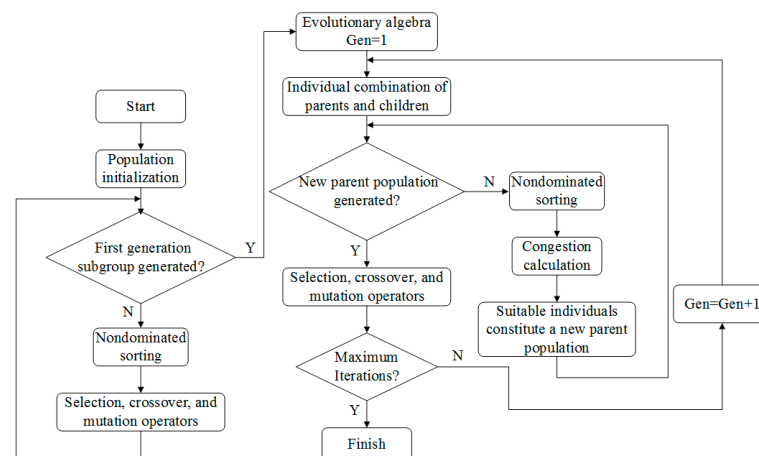 Start
Population
initialization
First generation
subgroup generated?
Y
N
Nondominated
sorting
Selection, crossover, and
mutation operators
Evolutionary algebra
Gen=1
Individual combination of
parents and children
New parent population
generated?
N
Y
Nondominated
sorting
Congestion
calculation
Suitable individuals
constitute a new parent
population
Selection, crossover, and
mutation operators
Maximum
Iterations?
N
Y
Gen=Gen+1
Finish